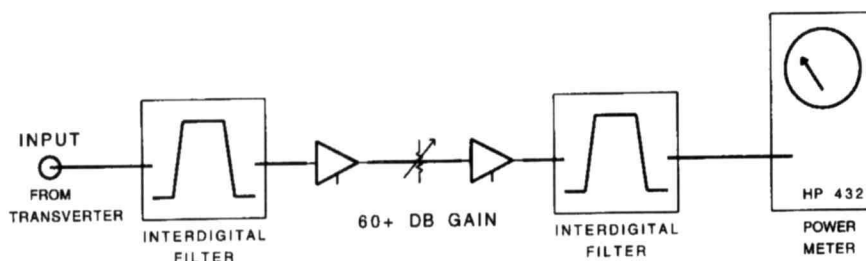 INPUT
FROM
TRANSVERTER
INTERDIGITAL
FILTER
60+ DB GAIN
INTERDIGITAL
FILTER
HP 432
POWER
METER